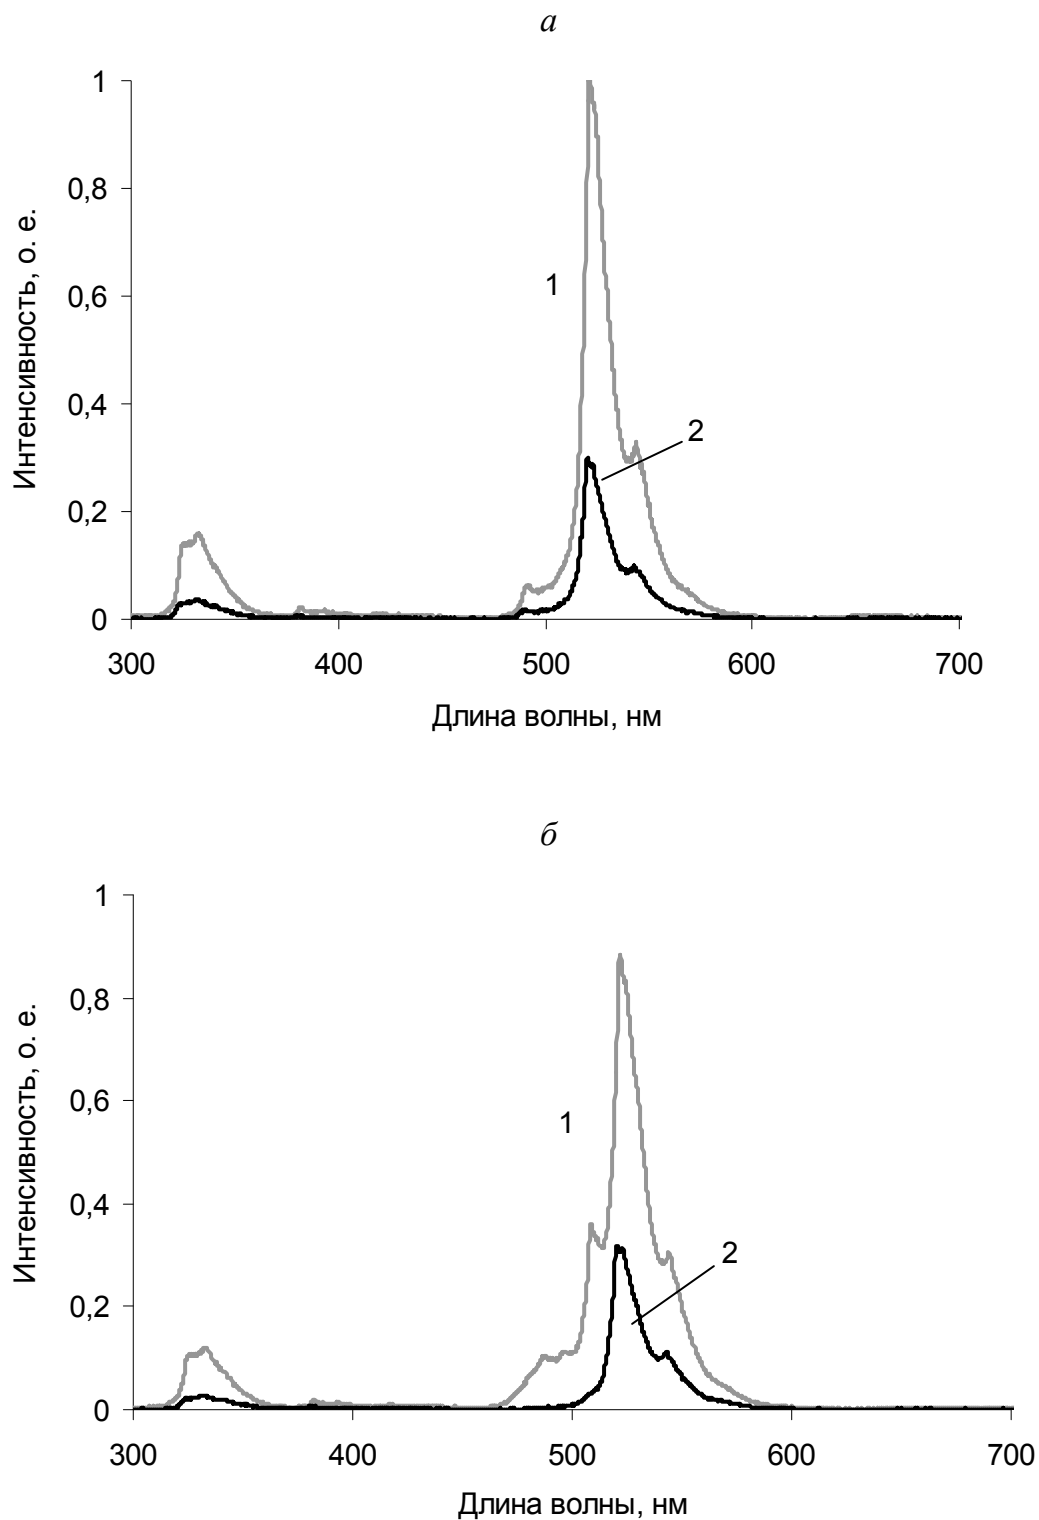 а
1
0,8
0,6
0,4
0,2
0
Интенсивность, о. е.
1
2
300 400 500 600 700
Длина волны, нм
б
1
0,8
0,6
0,4
0,2
0
Интенсивность, о. е.
1
2
300 400 500 600 700
Длина волны, нм